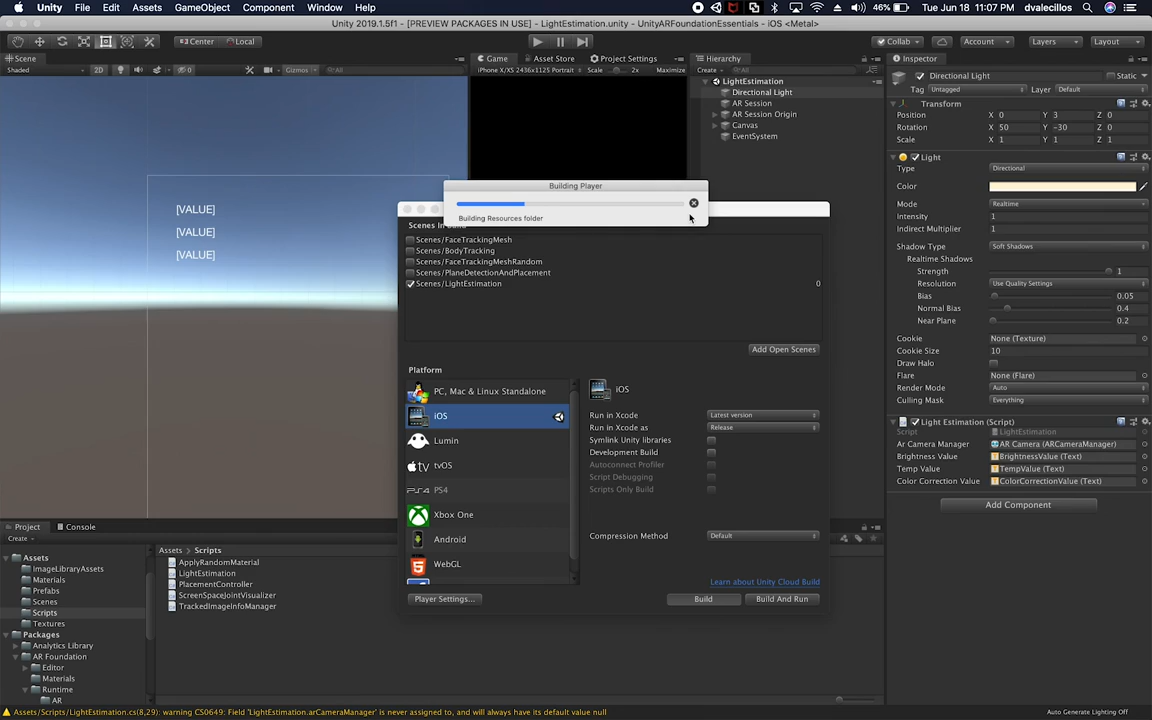 Unity File Edit Assets GameObject Component Window Help
46% Tue Jun 18 11:07 PM dvalecillos
Unity 2019.1.5f1 - [PREVIEW PACKAGES IN USE] - LightEstimation.unity - UnityARFoundationEssentials - iOS <Metal>
Center Local Collab Account Layers Layout
Scene Game Asset Store Project Settings Hierarchy Inspector
Shaded 2D 0 Gizmos All iPhone X/XS 2436x1125 Portrait Scale 2x Maximize Create All
LightEstimation
Directional Light
AR Session
AR Session Origin
Canvas
EventSystem
Directional Light Static
Tag Untagged Layer Default
Transform
Position X 0 Y 3 Z 0
Rotation X 50 Y -30 Z 0
Scale X 1 Y 1 Z 1
Light
Type Directional
Color
Mode Realtime
Intensity 1
Indirect Multiplier 1
Shadow Type Soft Shadows
Realtime Shadows
Strength 1
Resolution Use Quality Settings
Bias 0.05
Normal Bias 0.4
Near Plane 0.2
Cookie None (Texture)
Cookie Size 10
Draw Halo
Flare None (Flare)
Render Mode Auto
Culling Mask Everything
Light Estimation (Script)
Script LightEstimation
Ar Camera Manager AR Camera (ARCameraManager)
Brightness Value BrightnessValue (Text)
Temp Value TempValue (Text)
Color Correction Value ColorCorrectionValue (Text)
Add Component
[VALUE]
[VALUE]
[VALUE]
Building Player
Building Resources folder
Scenes In
Scenes/FaceTrackingMesh
Scenes/BodyTracking
Scenes/FaceTrackingMeshRandom
Scenes/PlaneDetectionAndPlacement
Scenes/LightEstimation 0
Add Open Scenes
Platform
PC, Mac & Linux Standalone
iOS
Lumin
tvOS
PS4
Xbox One
Android
WebGL
iOS
Run in Xcode Latest version
Run in Xcode as Release
Symlink Unity libraries
Development Build
Autoconnect Profiler
Script Debugging
Scripts Only Build
Compression Method Default
Learn about Unity Cloud Build
Player Settings... Build Build And Run
Project Console
Create
Assets
ImageLibraryAssets
Materials
Prefabs
Scenes
Scripts
Textures
Packages
Analytics Library
AR Foundation
Editor
Materials
Runtime
AR
Assets > Scripts
ApplyRandomMaterial
LightEstimation
PlacementController
ScreenSpaceJointVisualizer
TrackedImageInfoManager
Assets/Scripts/LightEstimation.cs(8,29): warning CS0649: Field 'LightEstimation.arCameraManager' is never assigned to, and will always have its default value null
Auto Generate Lighting Off